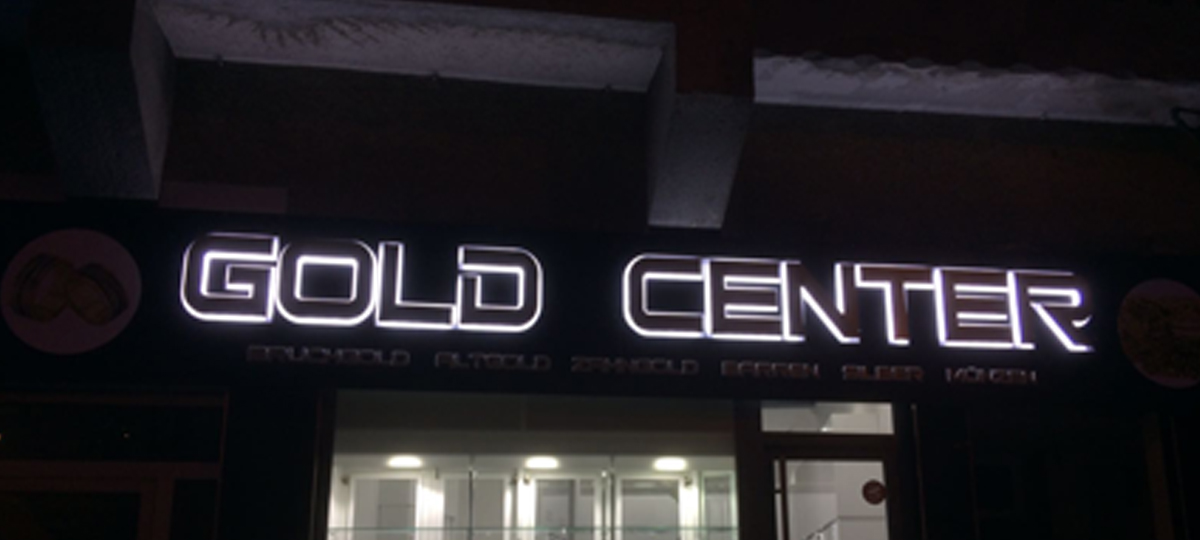 GOLD CENTER
BRUCHGOLD ALTGOLD ZAHNGOLD BARREN SILBER MÜNZEN